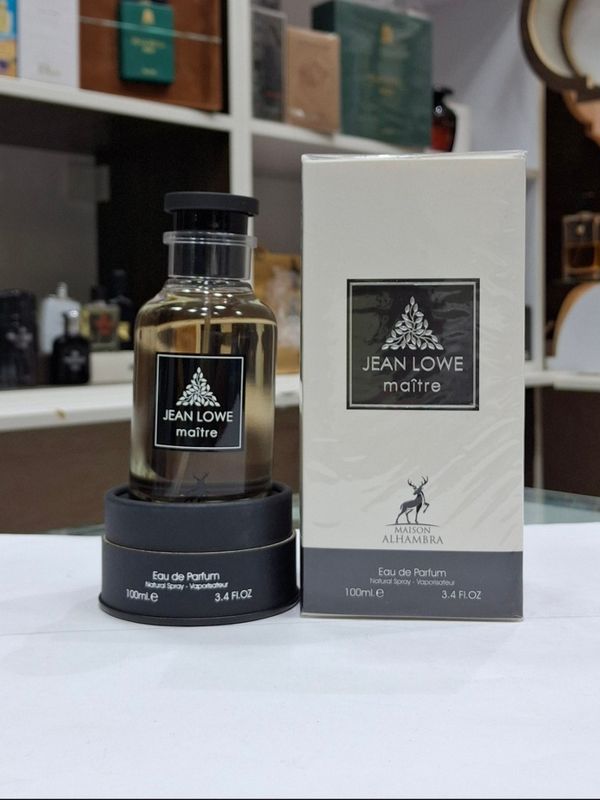 JEAN LOWE
maître
Eau de Parfum
Natural Spray - Vaporisateur
100ml.e 3.4 Fl.OZ
JEAN LOWE
maître
MAISON
ALHAMBRA
Eau de Parfum
Natural Spray - Vaporisateur
100ml.e 3.4 Fl.OZ